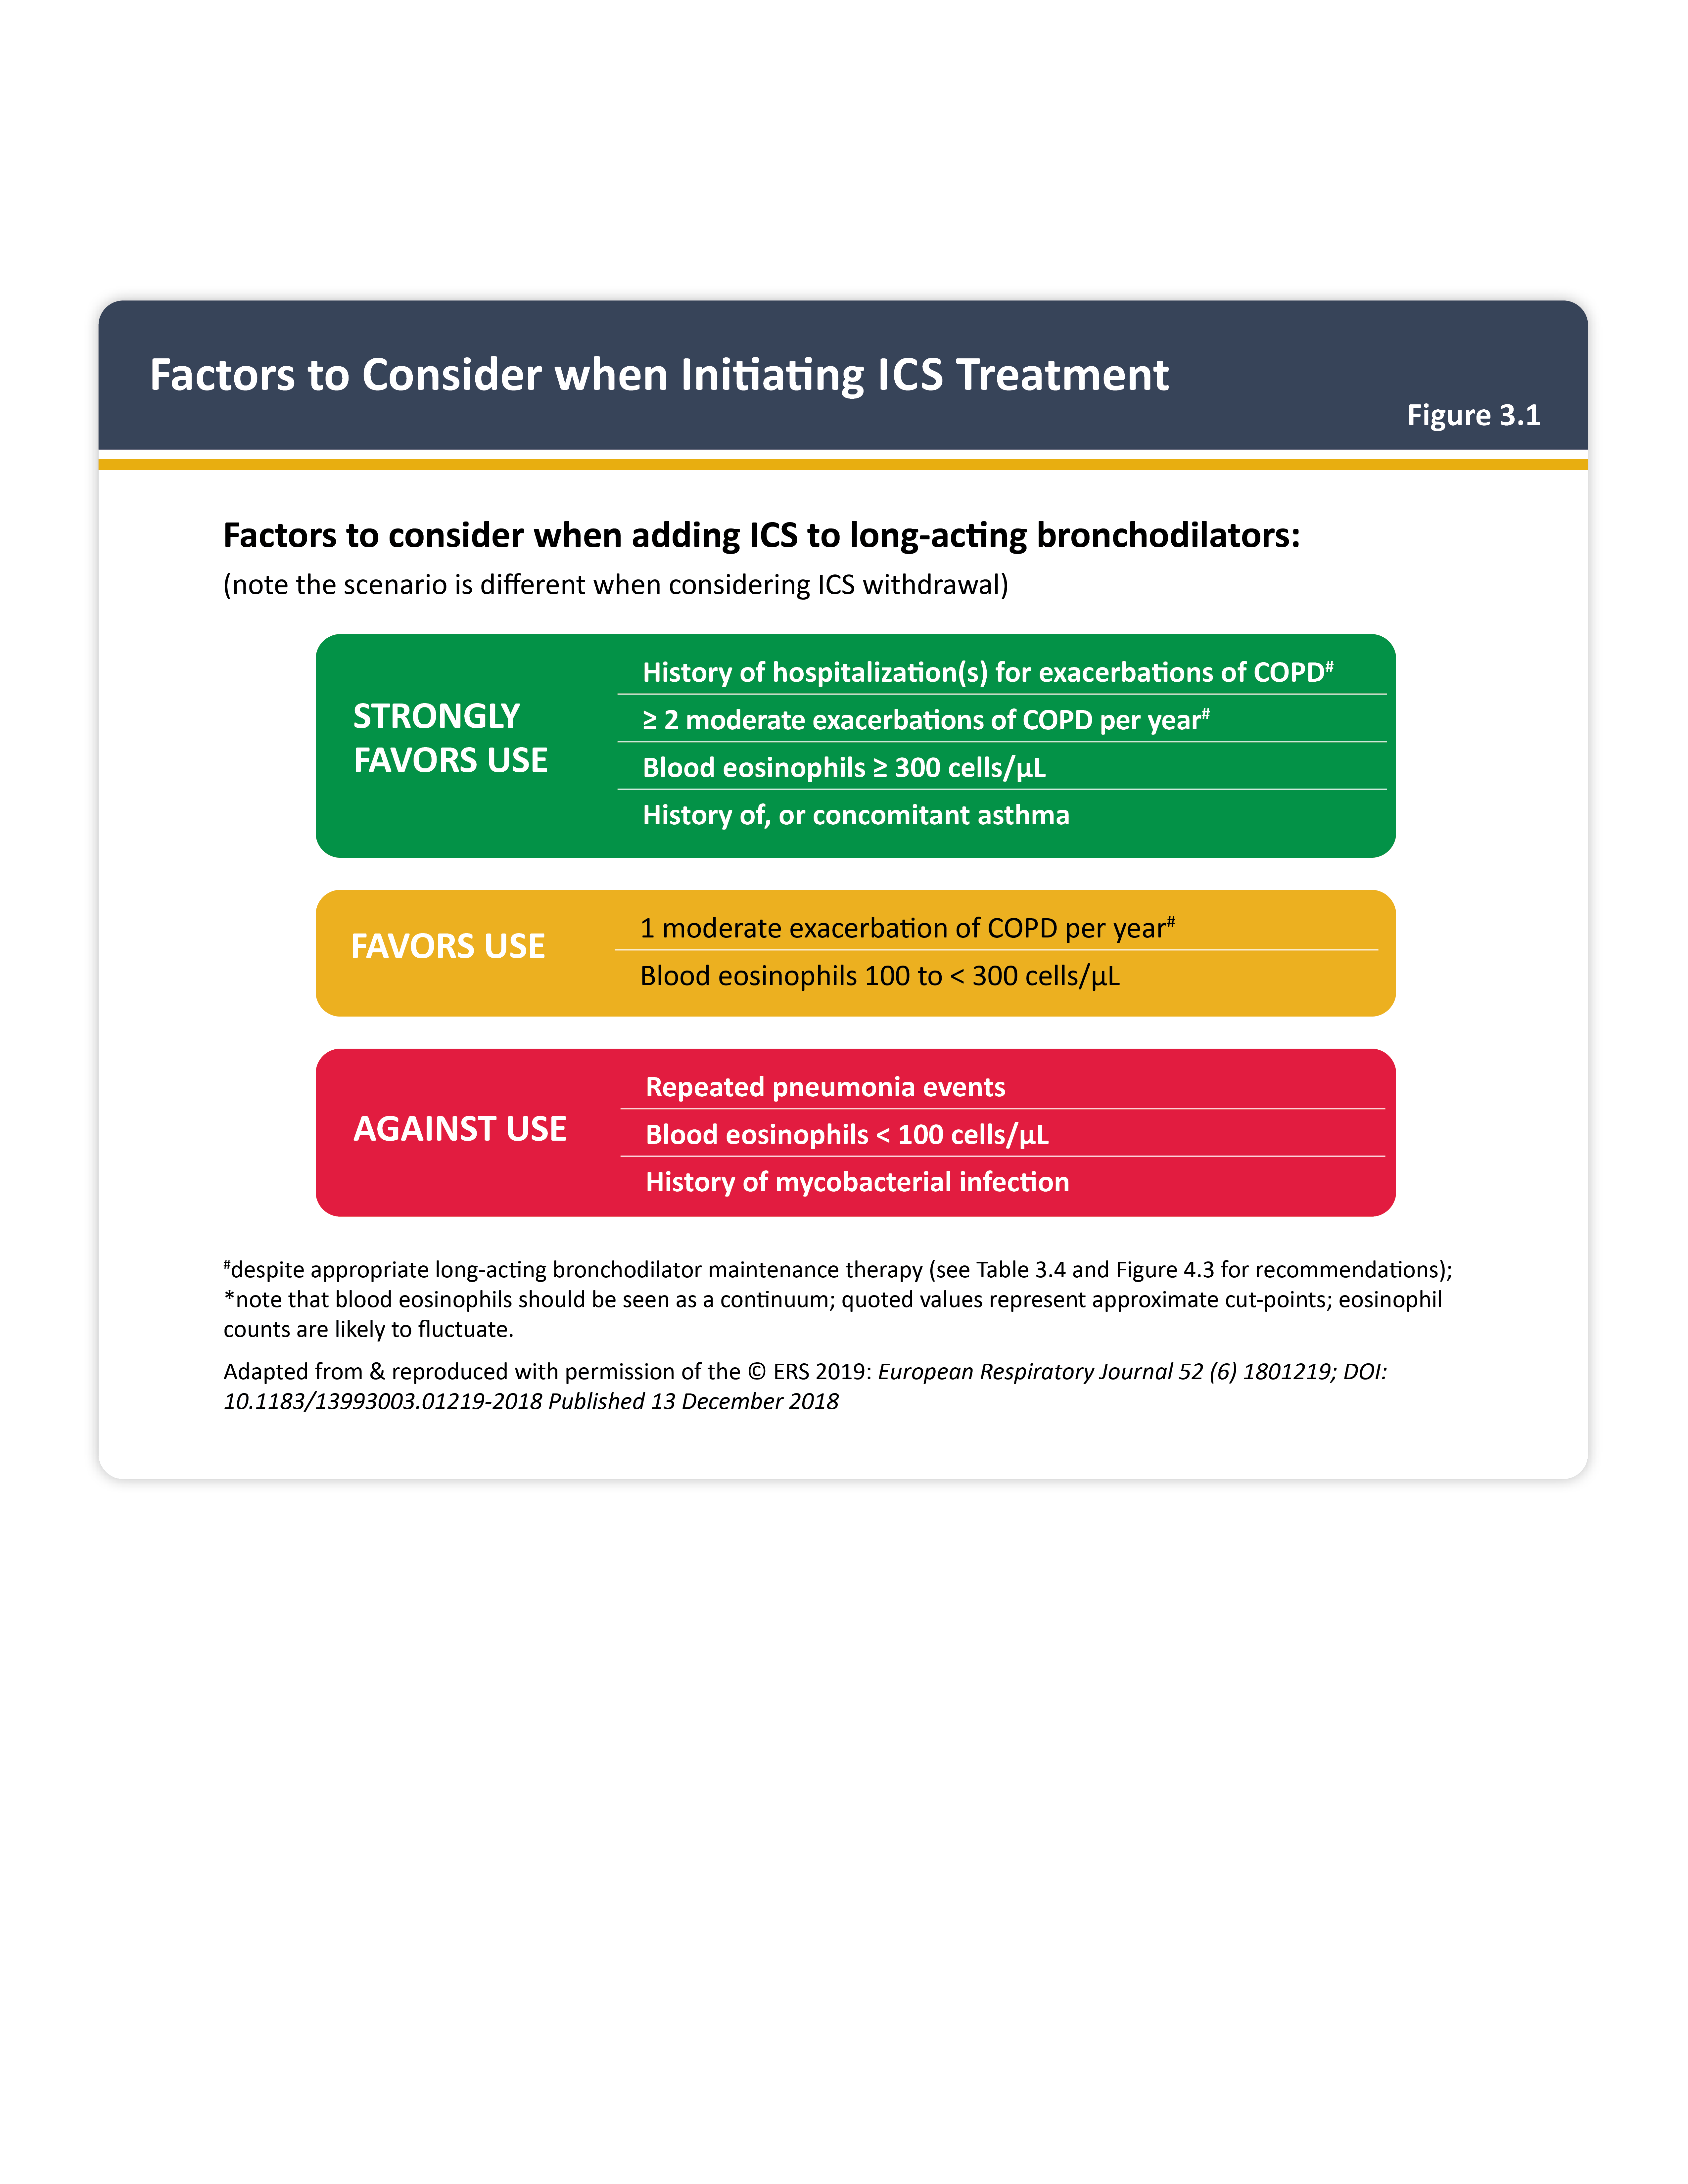 Factors to Consider when Initiating ICS Treatment
Figure 3.1
Factors to consider when adding ICS to long-acting bronchodilators:
(note the scenario is different when considering ICS withdrawal)
STRONGLY
FAVORS USE
History of hospitalization(s) for exacerbations of COPD#
≥ 2 moderate exacerbations of COPD per year#
Blood eosinophils ≥ 300 cells/µL
History of, or concomitant asthma
FAVORS USE
1 moderate exacerbation of COPD per year#
Blood eosinophils 100 to < 300 cells/µL
AGAINST USE
Repeated pneumonia events
Blood eosinophils < 100 cells/µL
History of mycobacterial infection
#despite appropriate long-acting bronchodilator maintenance therapy (see Table 3.4 and Figure 4.3 for recommendations);
*note that blood eosinophils should be seen as a continuum; quoted values represent approximate cut-points; eosinophil
counts are likely to fluctuate.
Adapted from & reproduced with permission of the © ERS 2019: European Respiratory Journal 52 (6) 1801219; DOI:
10.1183/13993003.01219-2018 Published 13 December 2018